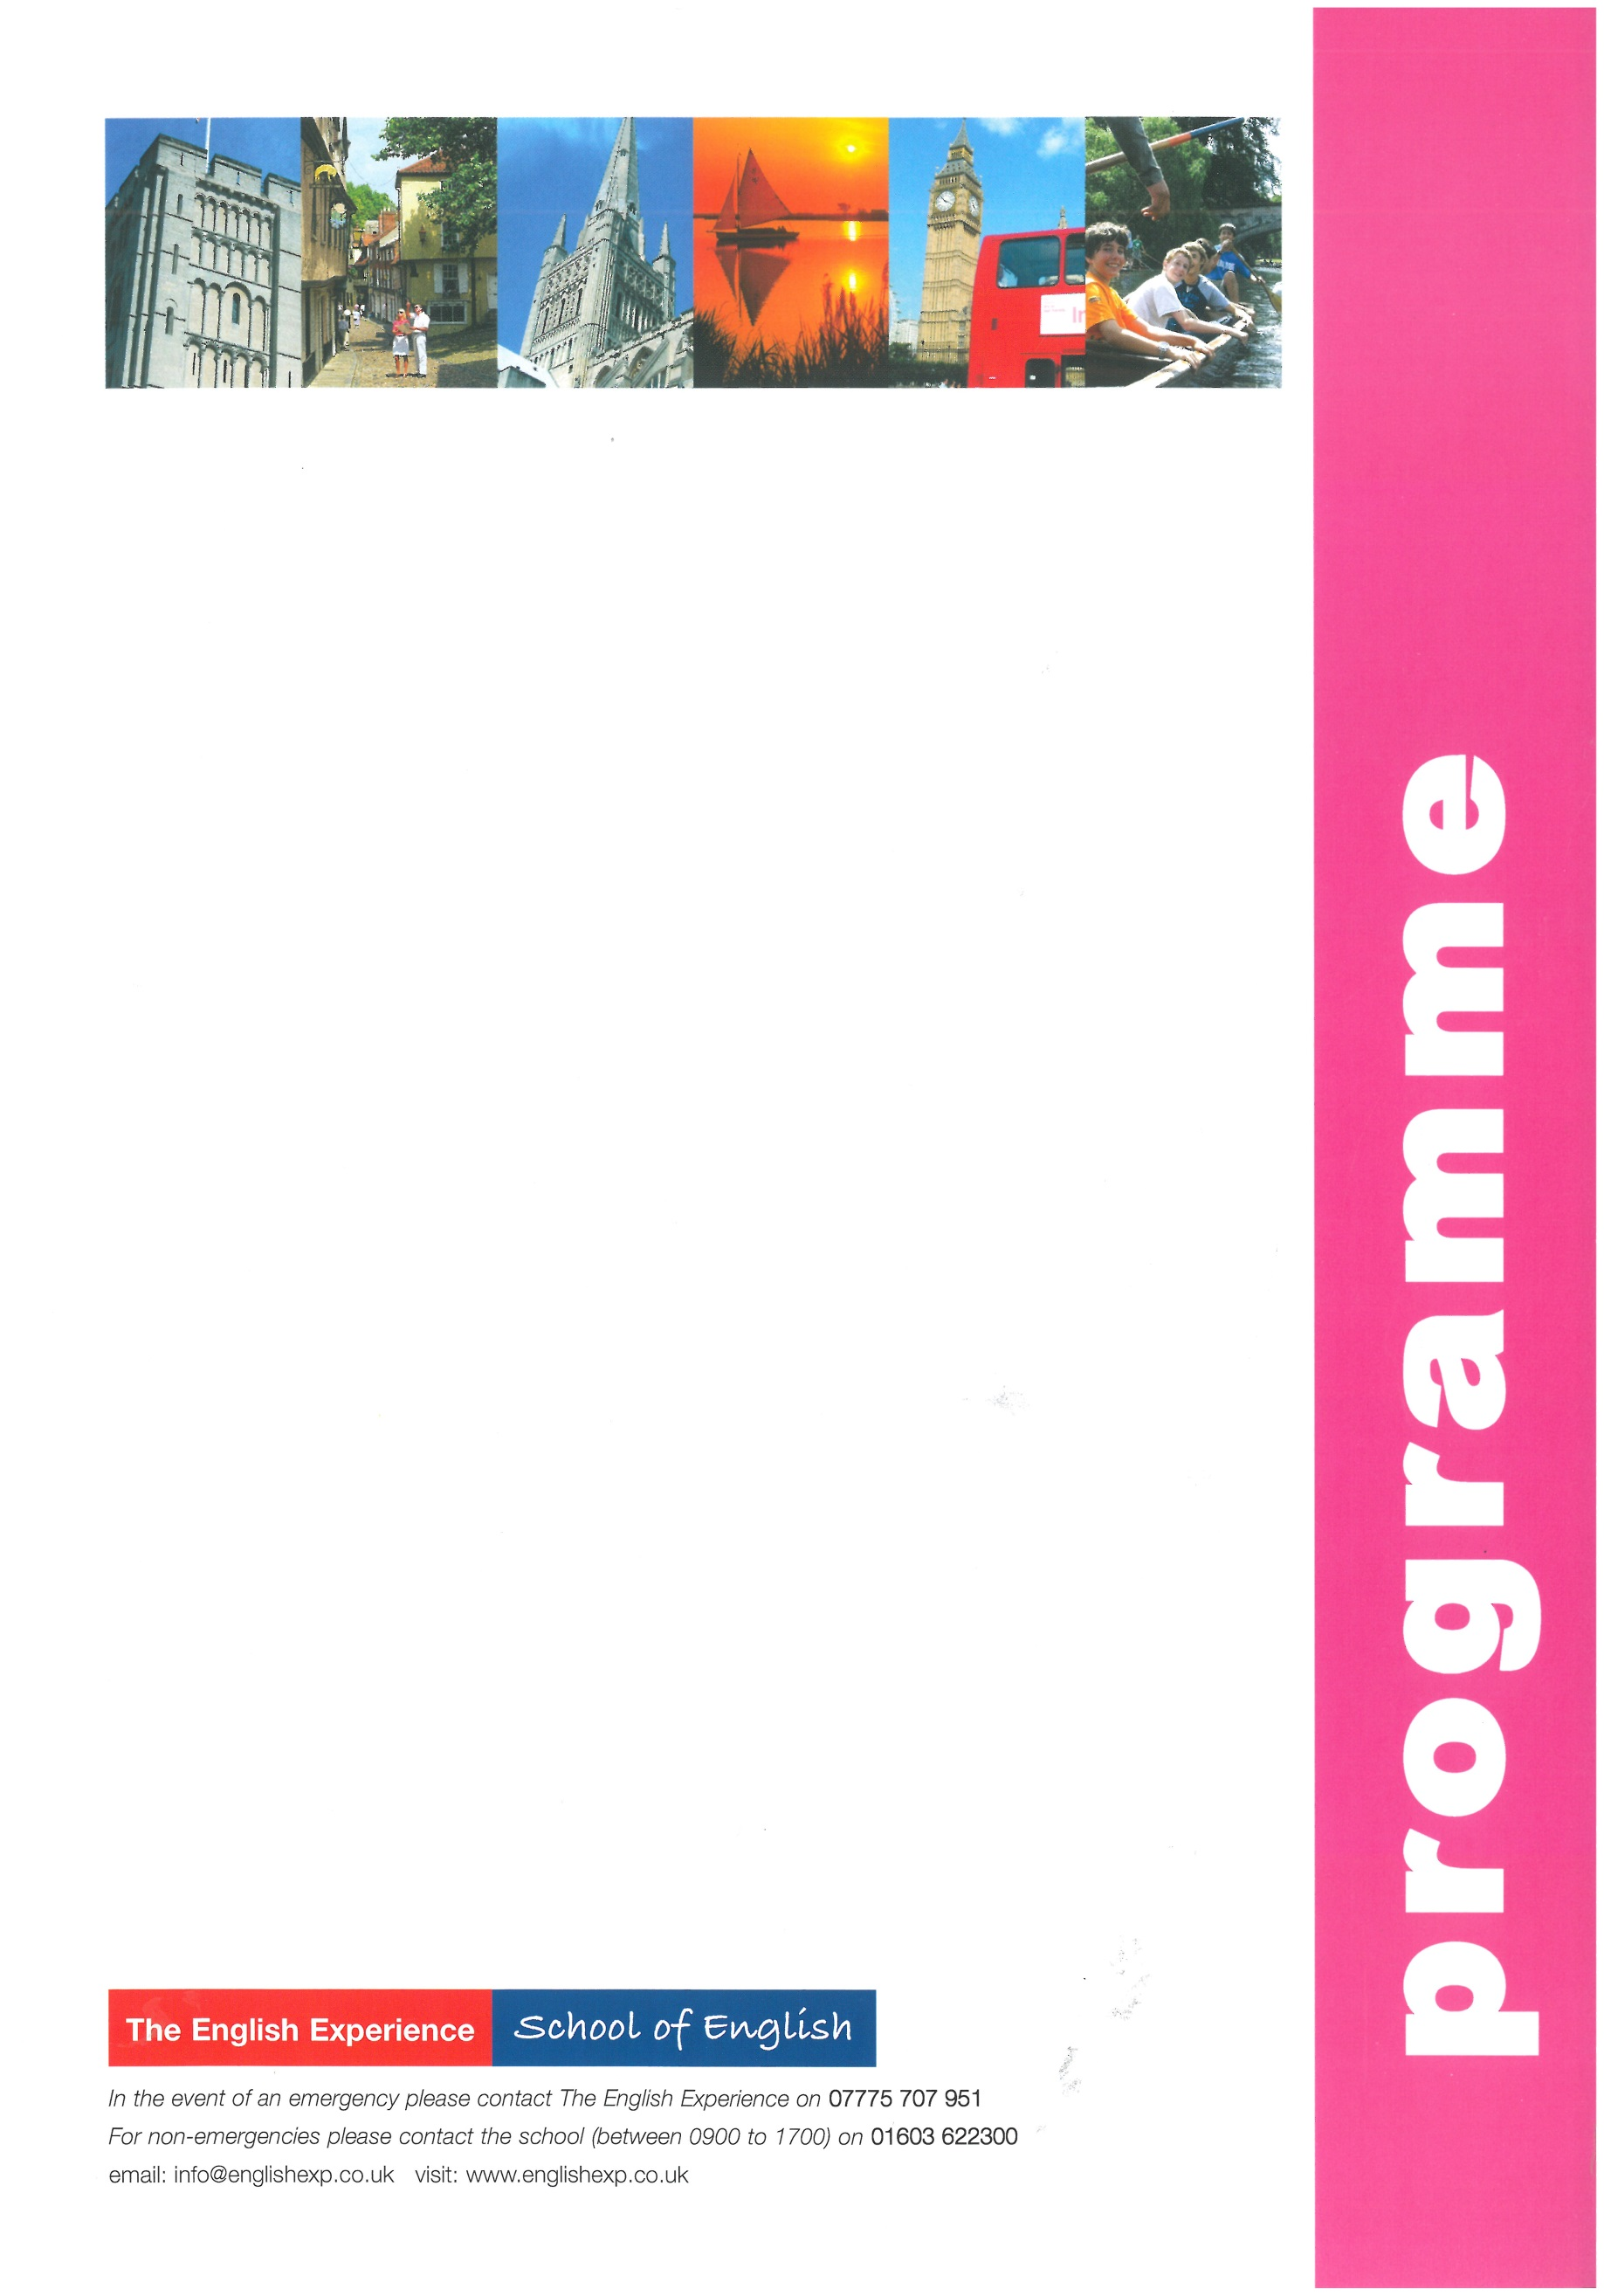 programme
The English Experience School of English
In the event of an emergency please contact The English Experience on 07775 707 951
For non-emergencies please contact the school (between 0900 to 1700) on 01603 622300
email: info@englishexp.co.uk visit: www.englishexp.co.uk